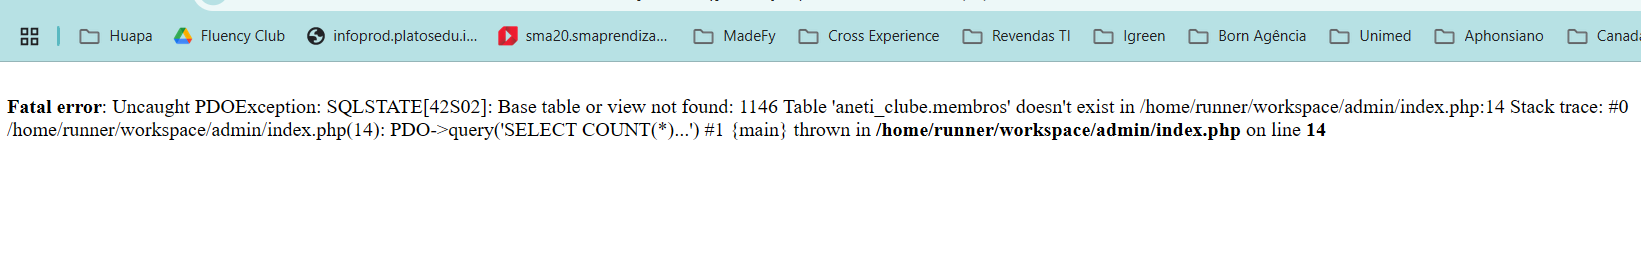 Huapa Fluency Club infoprod.platosedu.i... sma20.smaprendiza... MadeFy Cross Experience Revendas TI Igreen Born Agência Unimed Aphonsiano Canad
Fatal error: Uncaught PDOException: SQLSTATE[42S02]: Base table or view not found: 1146 Table 'aneti_clube.membros' doesn't exist in /home/runner/workspace/admin/index.php:14 Stack trace: #0
/home/runner/workspace/admin/index.php(14): PDO->query('SELECT COUNT(*)...') #1 {main} thrown in /home/runner/workspace/admin/index.php on line 14